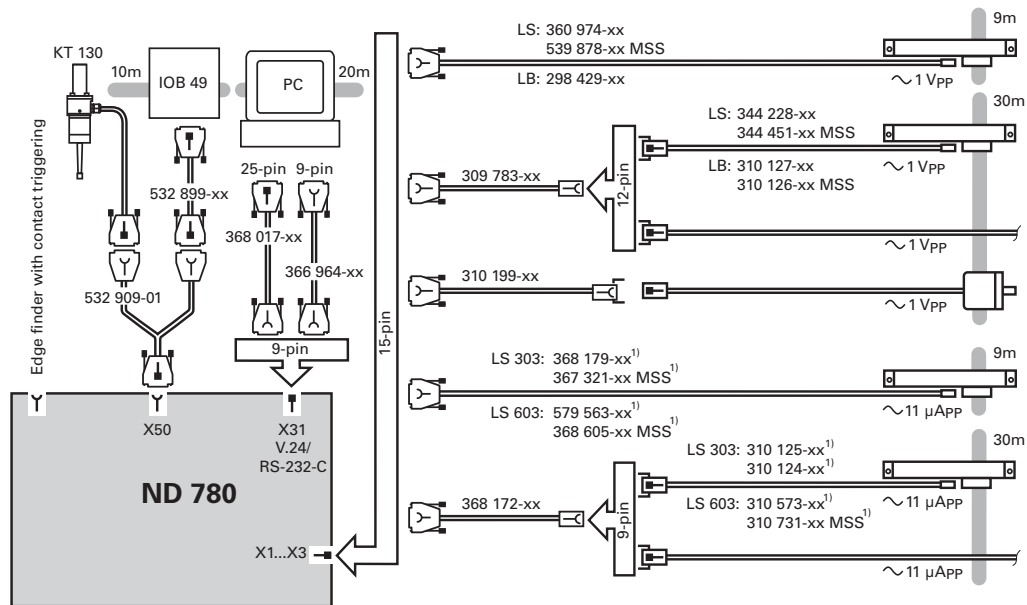 KT 130
10m
IOB 49
PC
20m
Edge finder with contact triggering
532 899-xx
532 909-01
25-pin
9-pin
368 017-xx
366 964-xx
9-pin
15-pin
X50
X31
V.24/
RS-232-C
ND 780
X1...X3
LS: 360 974-xx
539 878-xx MSS
LB: 298 429-xx
9m
~ 1 VPP
309 783-xx
12-pin
LS: 344 228-xx
344 451-xx MSS
LB: 310 127-xx
310 126-xx MSS
30m
~ 1 VPP
~ 1 VPP
310 199-xx
~ 1 VPP
LS 303: 368 179-xx1)
367 321-xx MSS1)
LS 603: 579 563-xx1)
368 605-xx MSS1)
9m
~ 11 µAPP
368 172-xx
9-pin
LS 303: 310 125-xx1)
310 124-xx1)
LS 603: 310 573-xx1)
310 731-xx MSS1)
30m
~ 11 µAPP
~ 11 µAPP